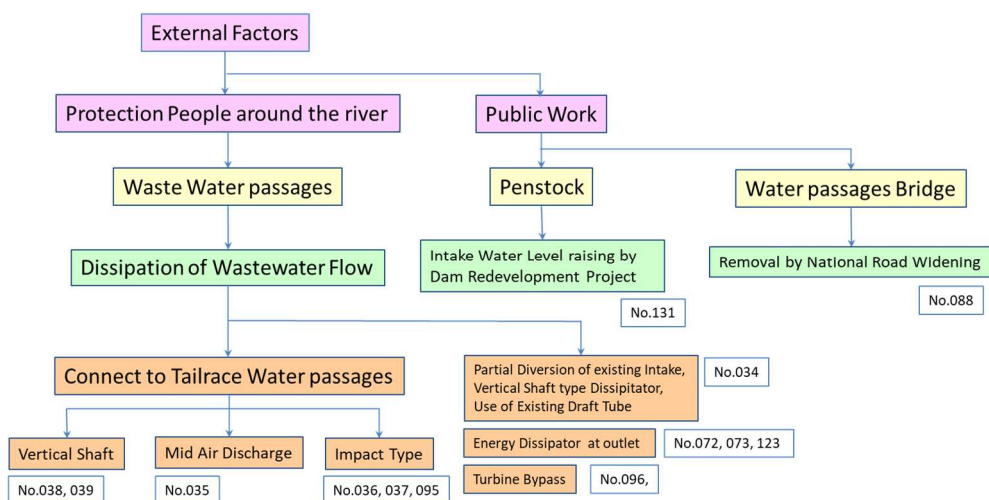 External Factors
Protection People around the river
Public Work
Waste Water passages
Penstock
Water passages Bridge
Dissipation of Wastewater Flow
Intake Water Level raising by
Dam Redevelopment Project
Removal by National Road Widening
No.131
No.088
Connect to Tailrace Water passages
Partial Diversion of existing Intake,
Vertical Shaft type Dissipitator,
Use of Existing Draft Tube
No.034
Energy Dissipator at outlet
No.072, 073, 123
Turbine Bypass
No.096,
Vertical Shaft
Mid Air Discharge
Impact Type
No.038, 039
No.035
No.036, 037, 095